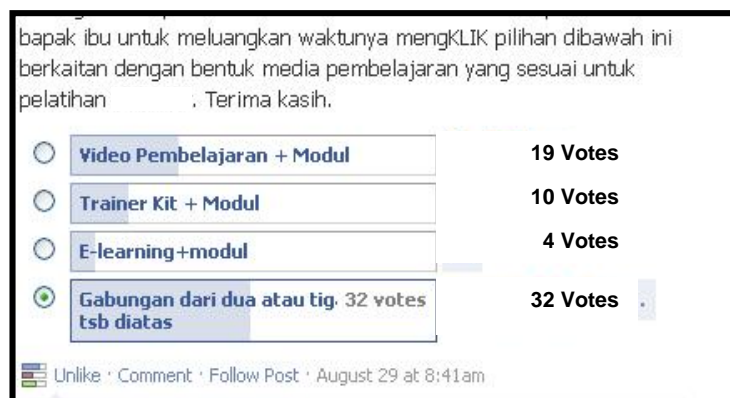 bapak ibu untuk meluangkan waktunya mengKLIK pilihan dibawah ini
berkaitan dengan bentuk media pembelajaran yang sesuai untuk
pelatihan . Terima kasih.
Video Pembelajaran + Modul 19 Votes
Trainer Kit + Modul 10 Votes
E-learning+modul 4 Votes
Gabungan dari dua atau tig. 32 votes 32 Votes .
tsb diatas
Unlike · Comment · Follow Post · August 29 at 8:41am